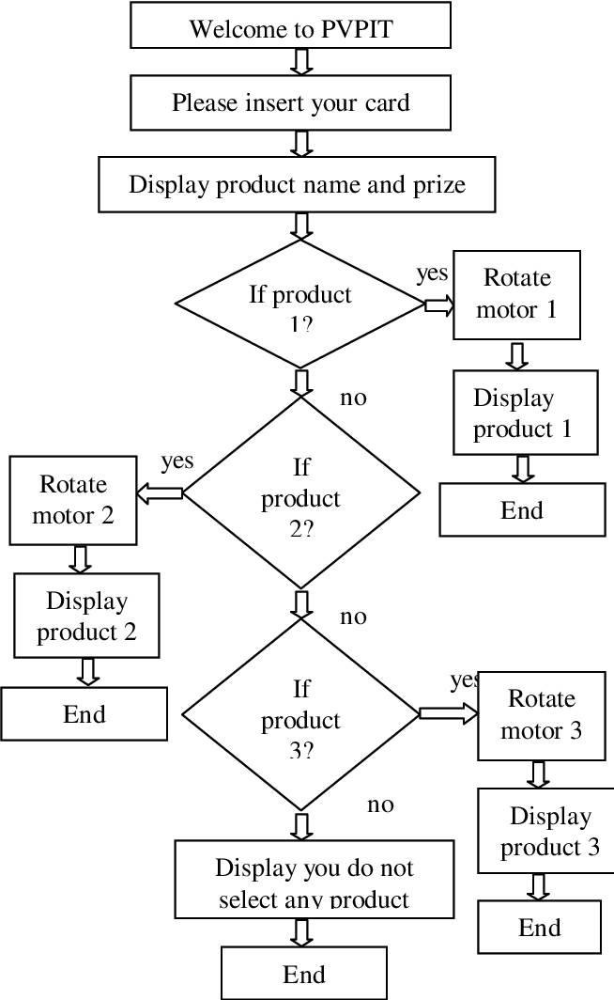 Welcome to PVPIT
Please insert your card
Display product name and prize
If product
1?
yes
Rotate
motor 1
Display
product 1
End
no
If
product
2?
yes
Rotate
motor 2
Display
product 2
End
no
If
product
3?
yes
Rotate
motor 3
Display
product 3
End
no
Display you do not
select any product
End